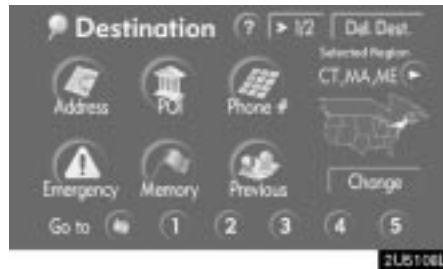 Destination ? > 1/2 Del. Dest.
Selected Region
CT,MA,ME
Address POI Phone #
Emergency Memory Previous Change
Go to 1 2 3 4 5